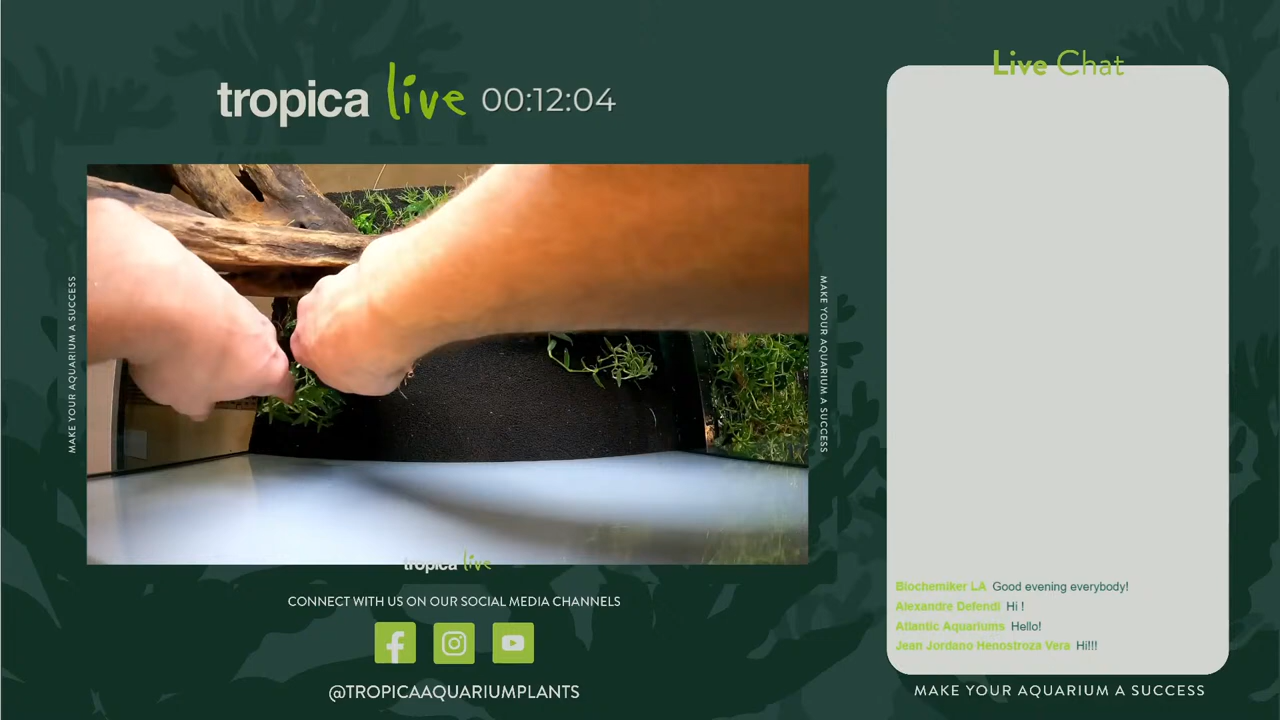 tropica live 00:12:04
Live Chat
MAKE YOUR AQUARIUM A SUCCESS
MAKE YOUR AQUARIUM A SUCCESS
tropica live
CONNECT WITH US ON OUR SOCIAL MEDIA CHANNELS
@TROPICAAQUARIUMPLANTS
Biochemiker LA Good evening everybody!
Alexandre Defendi Hi !
Atlantic Aquariums Hello!
Jean Jordano Henostroza Vera Hi!!!
MAKE YOUR AQUARIUM A SUCCESS